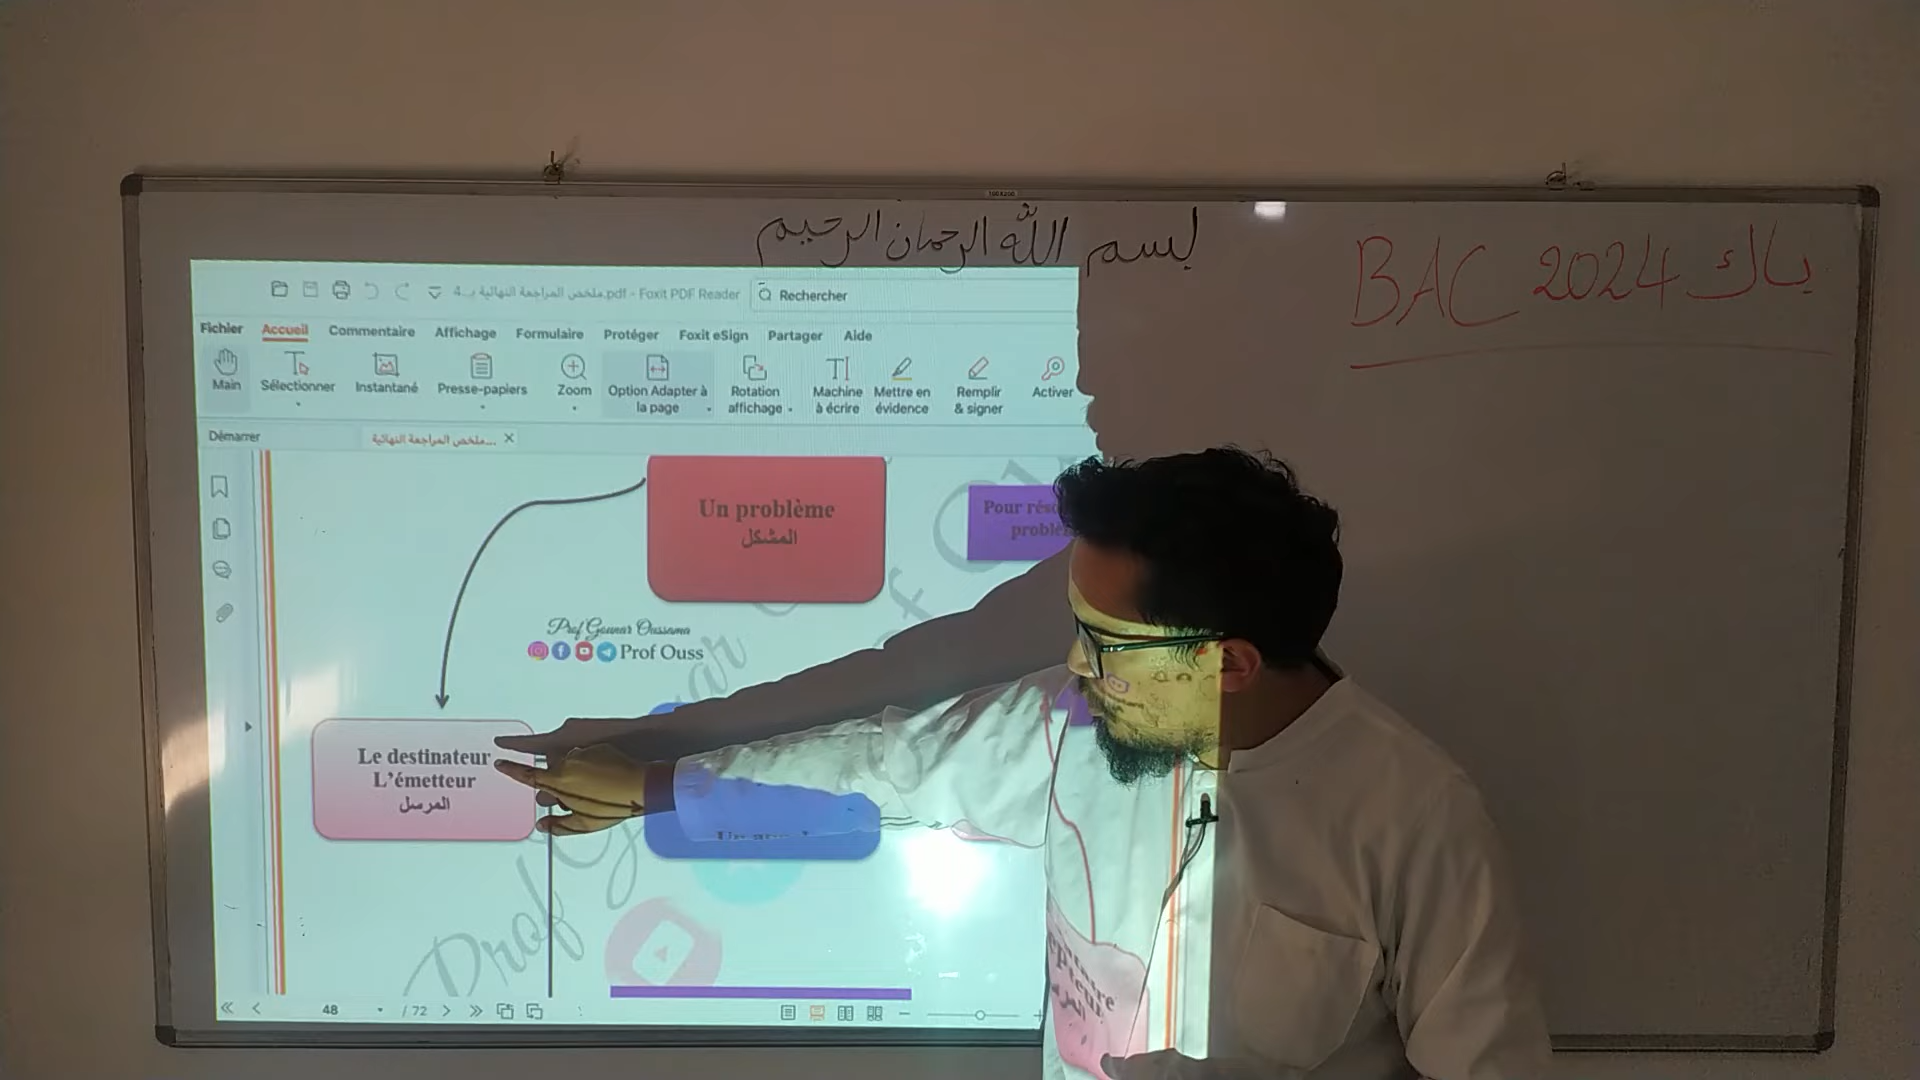 بسم الله الرحمان الرحيم
BAC 2024 باك
ملخص المراجعة النهائية ب...4.pdf - Foxit PDF Reader
Rechercher
Fichier Accueil Commentaire Affichage Formulaire Protéger Foxit eSign Partager Aide
Main
Sélectionner
Instantané
Presse-papiers
Zoom
Option Adapter à
la page
Rotation
affichage
Machine
à écrire
Mettre en
évidence
Remplir
& signer
Activer
Démarrer
ملخص المراجعة النهائية...
Un problème
المشكل
Pour
Prof Gounar Oussama
Prof Ouss
Le destinateur
L'émetteur
المرسل
Prof
48 / 72